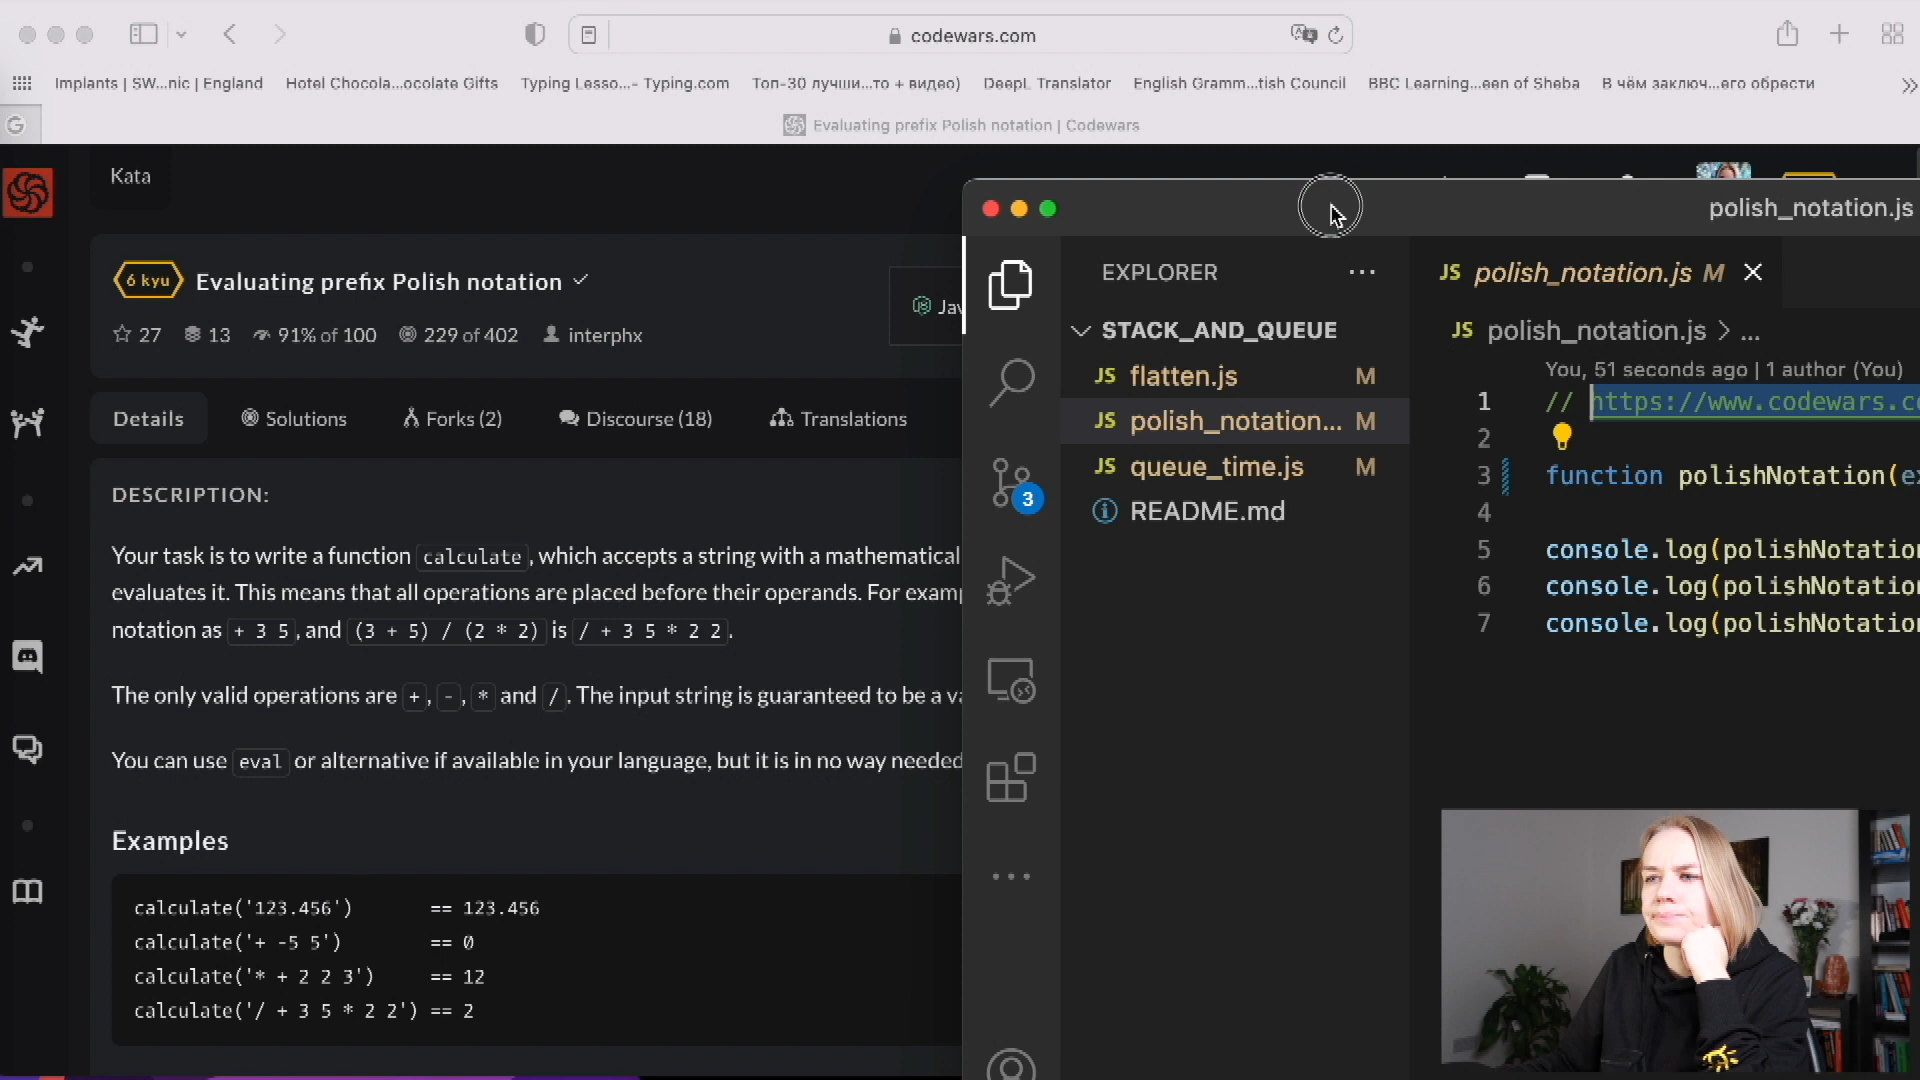 codewars.com
Implants | SW...nic | England
Hotel Chocola...ocolate Gifts
Typing Lesso...- Typing.com
Топ-30 лучши...то + видео)
DeepL Translator
English Gramm...tish Council
BBC Learning...een of Sheba
В чём заключ...его обрести
G
Evaluating prefix Polish notation | Codewars
Kata
6 kyu
Evaluating prefix Polish notation
27
13
91% of 100
229 of 402
interphx
Details
Solutions
Forks (2)
Discourse (18)
Translations
DESCRIPTION:
Your task is to write a function calculate, which accepts a string with a mathematical
evaluates it. This means that all operations are placed before their operands. For
notation as + 3 5, and (3 + 5) / (2 * 2) is / + 3 5 * 2 2.
The only valid operations are +, -, * and /. The input string is guaranteed to be a
You can use eval or alternative if available in your language, but it is in no way needed
Examples
calculate('123.456') == 123.456
calculate('+ -5 5') == 0
calculate('* + 2 2 3') == 12
calculate('/ + 3 5 * 2 2') == 2
polish_notation.js
EXPLORER
STACK_AND_QUEUE
JS flatten.js M
JS polish_notation... M
JS queue_time.js M
README.md
3
JS polish_notation.js M
JS polish_notation.js > ...
You, 51 seconds ago | 1 author (You)
1 // https://www.codewars.c
2
3 function polishNotation(e
4
5 console.log(polishNotatio
6 console.log(polishNotatio
7 console.log(polishNotatio